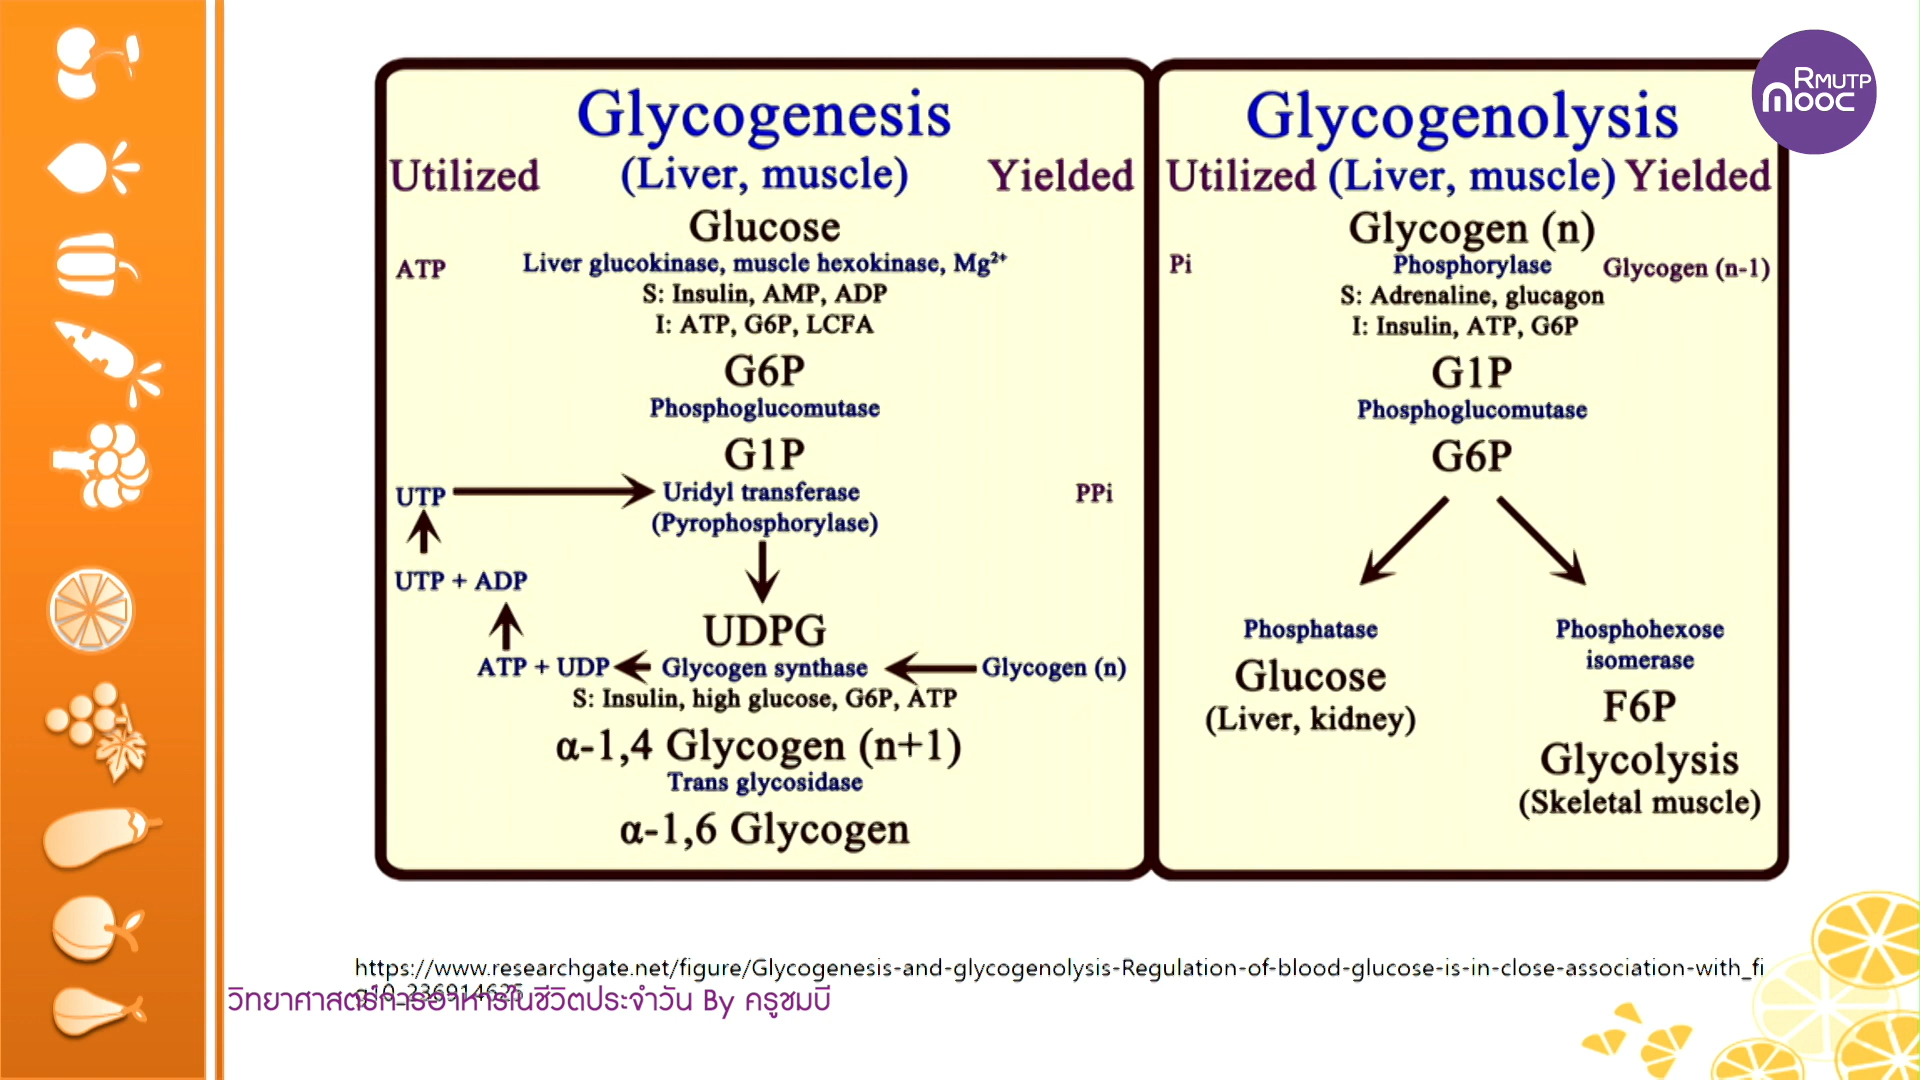 RMUTP
MOOC
Glycogenesis
Utilized (Liver, muscle) Yielded
Glucose
ATP Liver glucokinase, muscle hexokinase, Mg²⁺
S: Insulin, AMP, ADP
I: ATP, G6P, LCFA
G6P
Phosphoglucomutase
G1P
UTP Uridyl transferase PPi
(Pyrophosphorylase)
UTP + ADP
UDPG
ATP + UDP Glycogen synthase Glycogen (n)
S: Insulin, high glucose, G6P, ATP
α-1,4 Glycogen (n+1)
Trans glycosidase
α-1,6 Glycogen
Glycogenolysis
Utilized (Liver, muscle) Yielded
Glycogen (n)
Pi Phosphorylase Glycogen (n-1)
S: Adrenaline, glucagon
I: Insulin, ATP, G6P
G1P
Phosphoglucomutase
G6P
Phosphatase
Glucose
(Liver, kidney)
Phosphohexose
isomerase
F6P
Glycolysis
(Skeletal muscle)
https://www.researchgate.net/figure/Glycogenesis-and-glycogenolysis-Regulation-of-blood-glucose-is-in-close-association-with_fi
วิทยาศาสตร์การอาหารในชีวิตประจำวัน By ครูชมบี